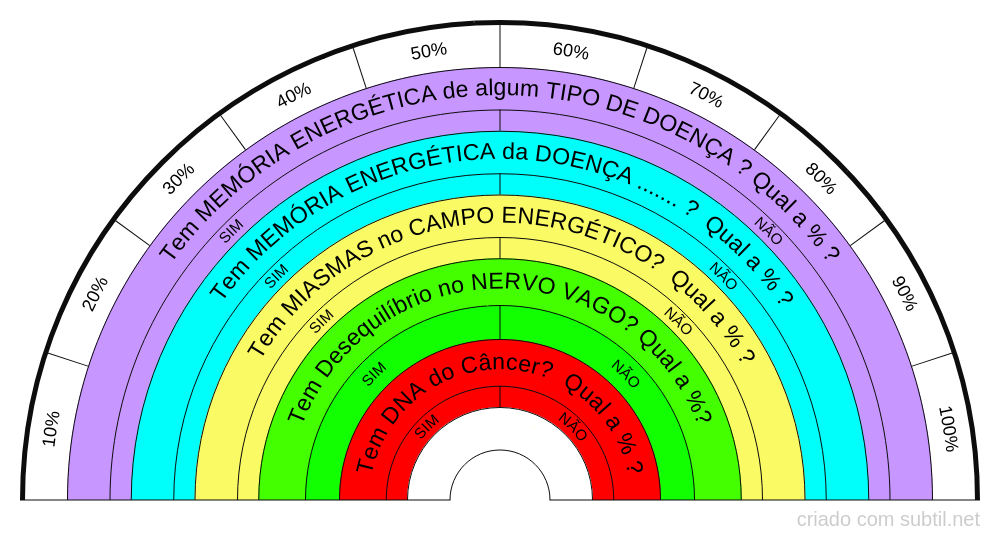 10% 20% 30% 40% 50% 60% 70% 80% 90% 100%
Tem MEMÓRIA ENERGÉTICA de algum TIPO DE DOENÇA ? Qual a % ?
SIM NÃO
Tem MEMÓRIA ENERGÉTICA da DOENÇA ....... ? Qual a % ?
SIM NÃO
Tem MIASMAS no CAMPO ENERGÉTICO? Qual a % ?
SIM NÃO
Tem Desequilíbrio no NERVO VAGO? Qual a %?
SIM NÃO
Tem DNA do Câncer? Qual a % ?
SIM NÃO
criado com subtil.net